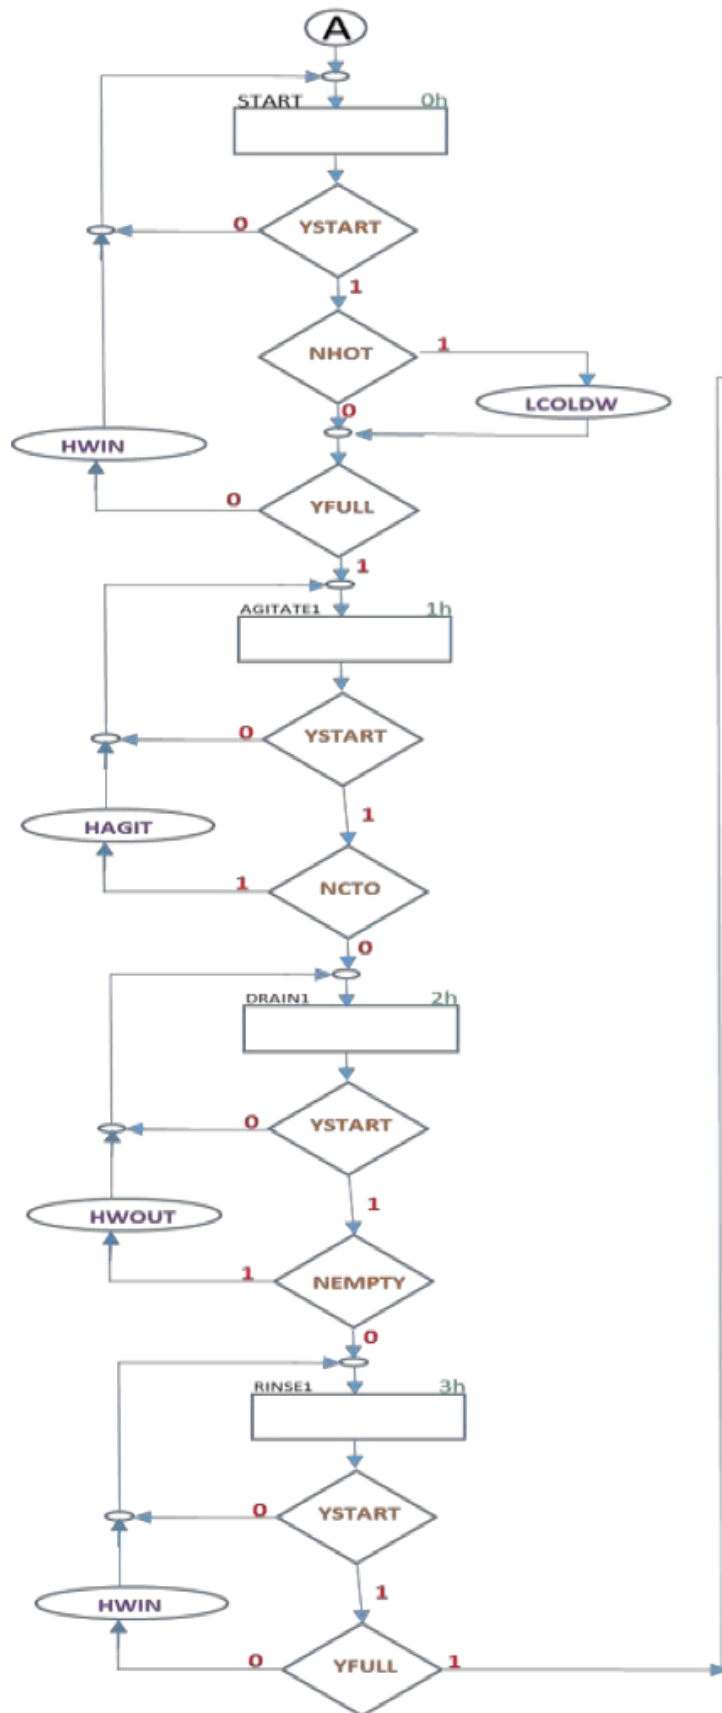 A
START 0h
YSTART
0
1
NHOT
1
LCOLDW
0
HWIN
YFULL
0
1
AGITATE1 1h
YSTART
0
1
HAGIT
NCTO
1
0
DRAIN1 2h
YSTART
0
1
HWOUT
NEMPTY
1
0
RINSE1 3h
YSTART
0
1
HWIN
YFULL
0
1